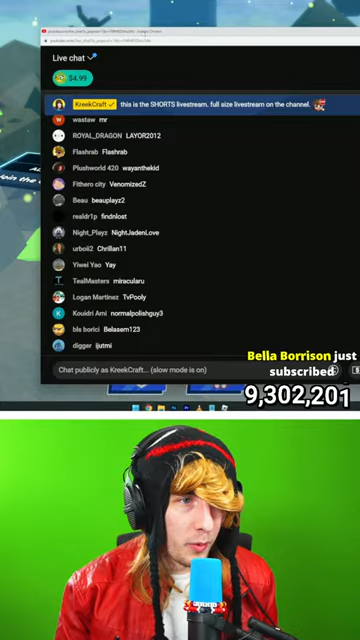 Live chat
$4.99
KreekCraft this is the SHORTS livestream. full size livestream on the channel.
wastaw mr
ROYAL_DRAGON LAYOR2012
Flashrab Flashrab
Plushworld 420 wayanthekid
Fithero city VenomizedZ
Beau beauplayz2
realdr1p findnlost
Night_Playz NightJadenLove
urboii2 Chrillan11
Yiwei Yao Yay
TealMasters miracularu
Logan Martinez TvPooly
Kouidri Ami normalpolishguy3
bls borici Belasem123
digger ijutmi
Chat publicly as KreekCraft... (slow mode is on)
Bella Borrison just
subscribed
9,302,201